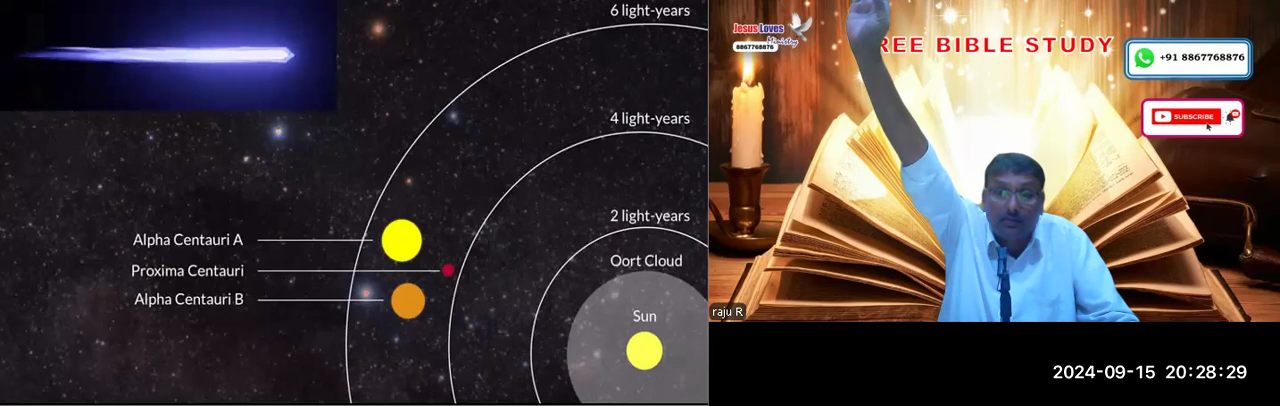 6 light-years
4 light-years
2 light-years
Oort Cloud
Sun
Alpha Centauri A
Proxima Centauri
Alpha Centauri B
Jesus Loves
Ministry
8867768876
REE BIBLE STUDY
+91 8867768876
SUBSCRIBE
raju R
2024-09-15 20:28:29